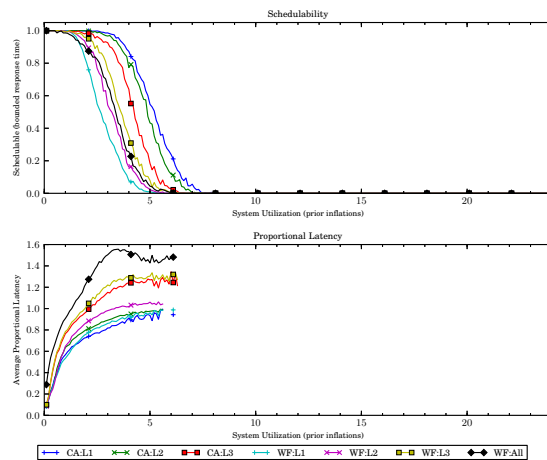 Schedulability
Schedulable (bounded response time)
1.0
0.8
0.6
0.4
0.2
0.0
0 5 10 15 20
System Utilization (prior inflations)
Proportional Latency
Average Proportional Latency
1.6
1.4
1.2
1.0
0.8
0.6
0.4
0.2
0.0
0 5 10 15 20
System Utilization (prior inflations)
CA:L1 CA:L2 CA:L3 WF:L1 WF:L2 WF:L3 WF:All